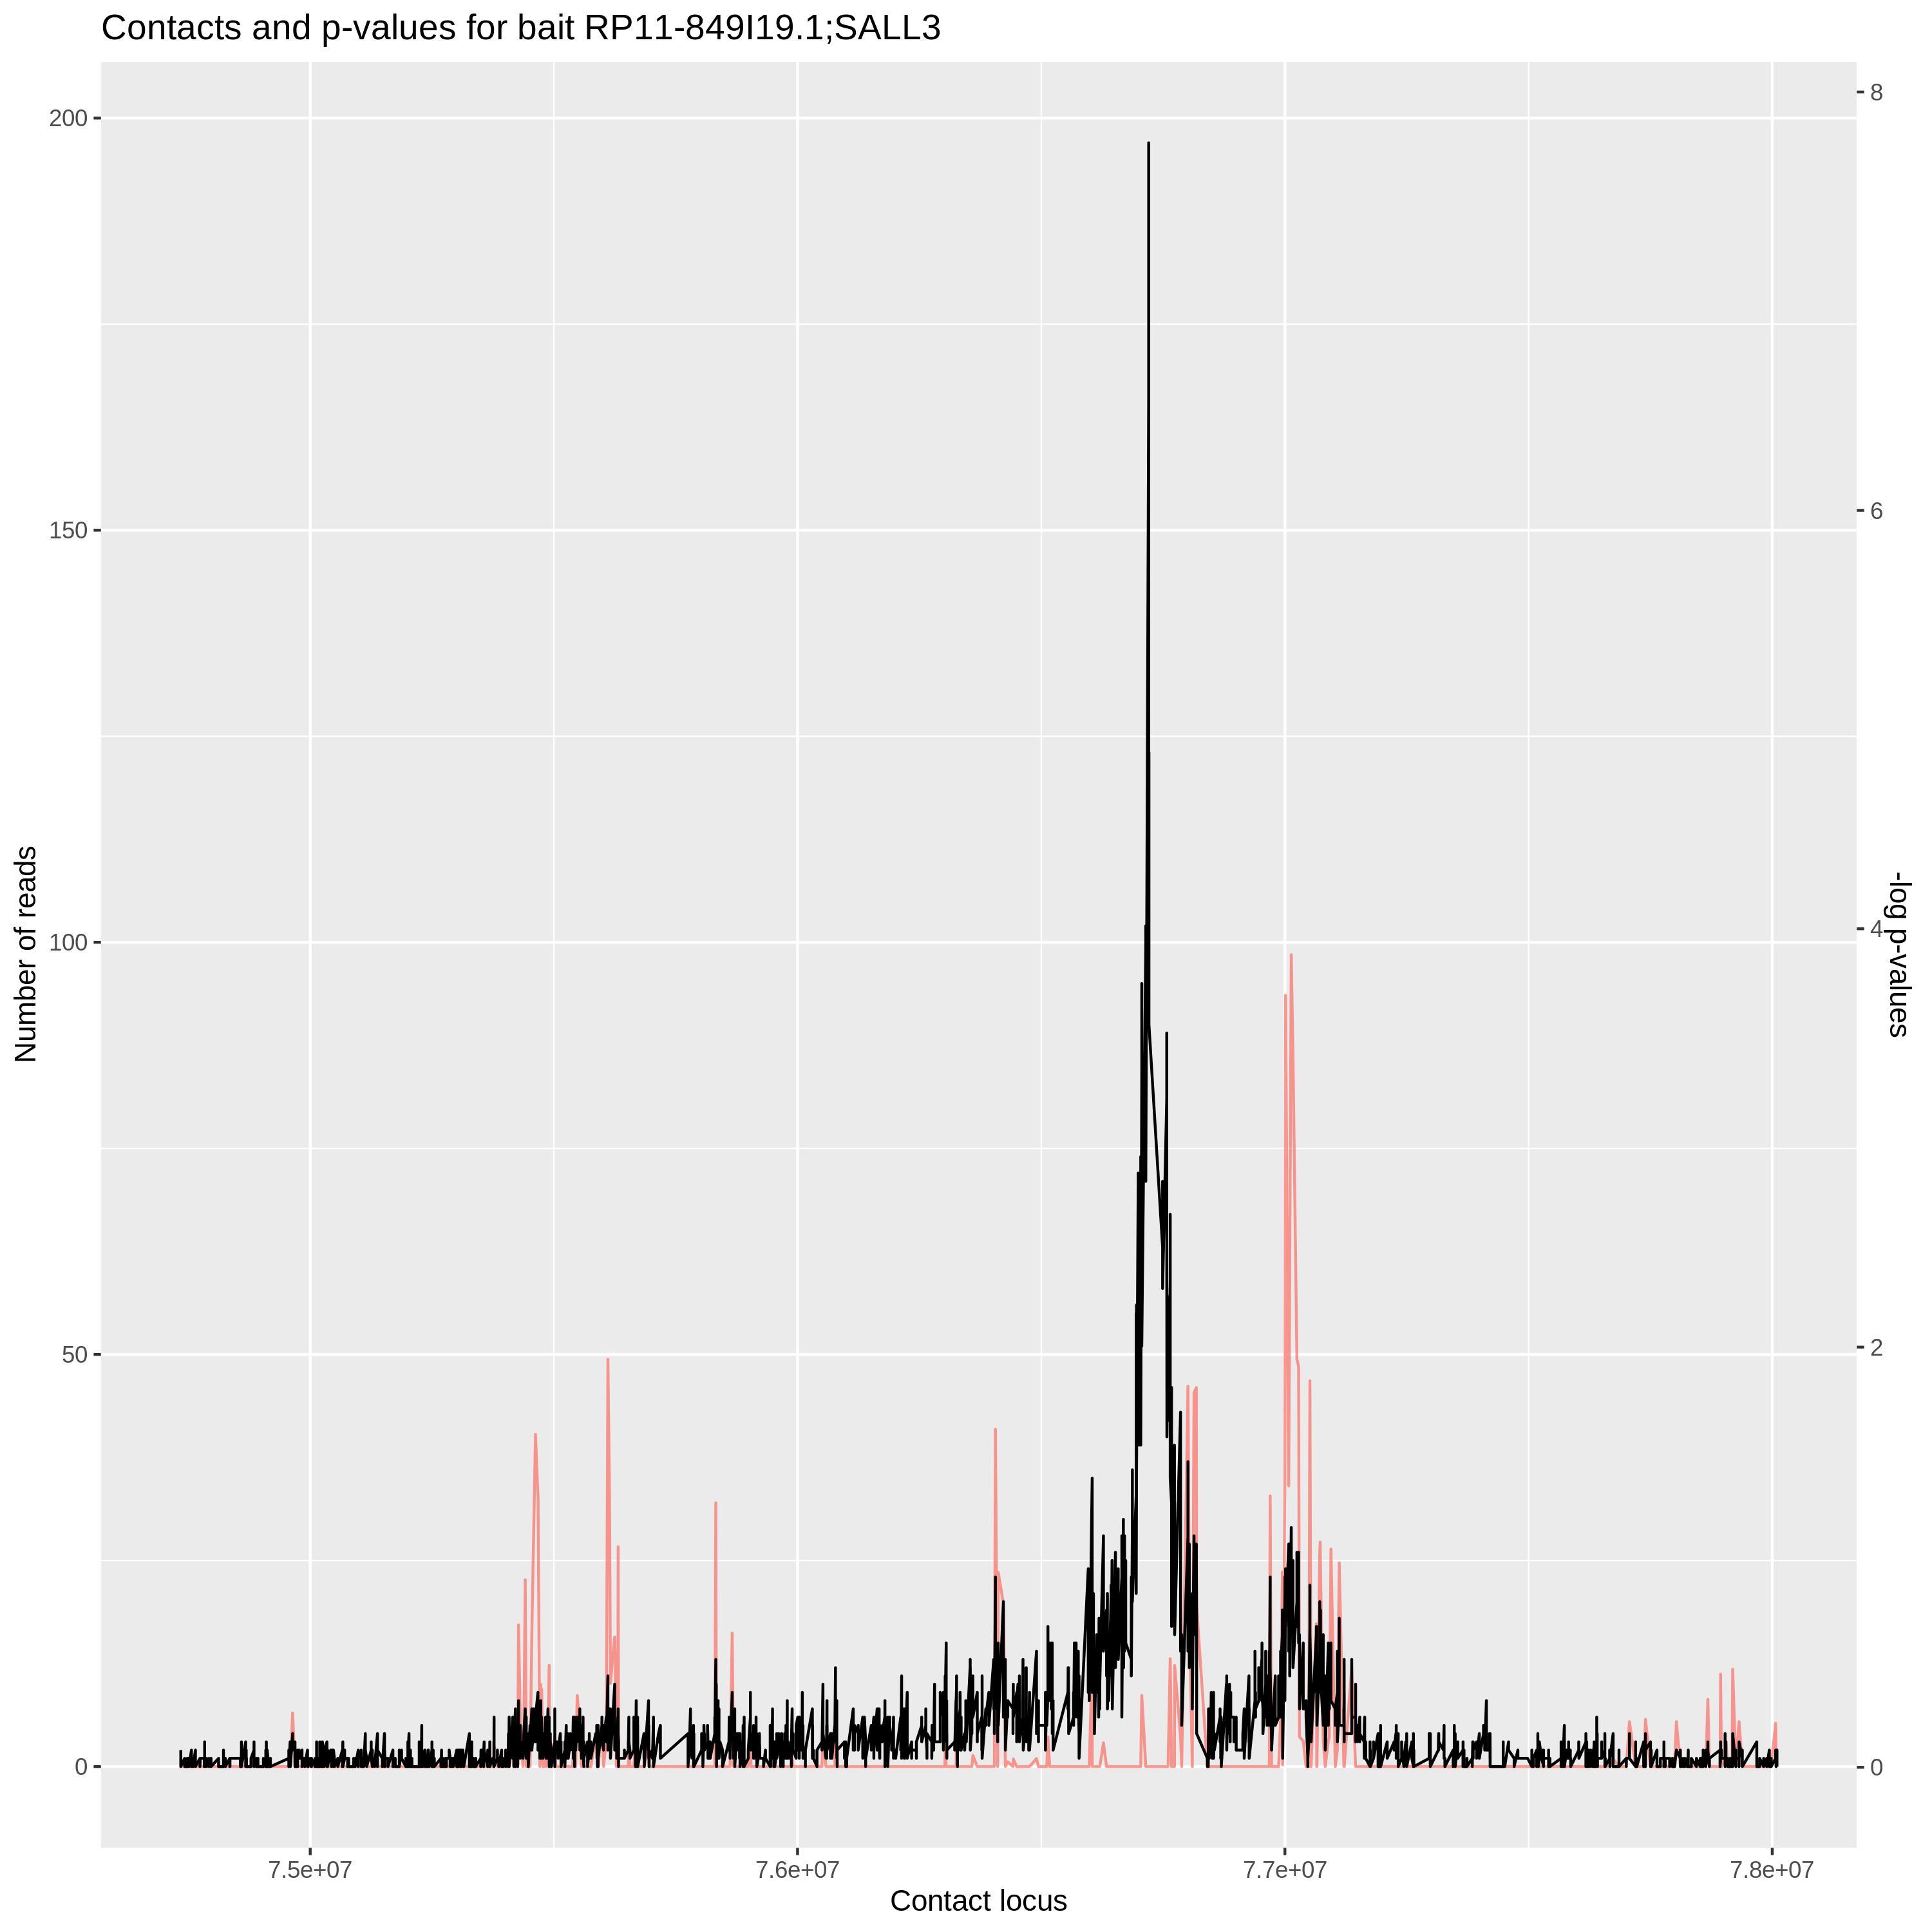 Contacts and p-values for bait RP11-849I19.1;SALL3
200
150
100
50
0
Number of reads
8
6
4
2
0
-log p-values
7.5e+07
7.6e+07
7.7e+07
7.8e+07
Contact locus